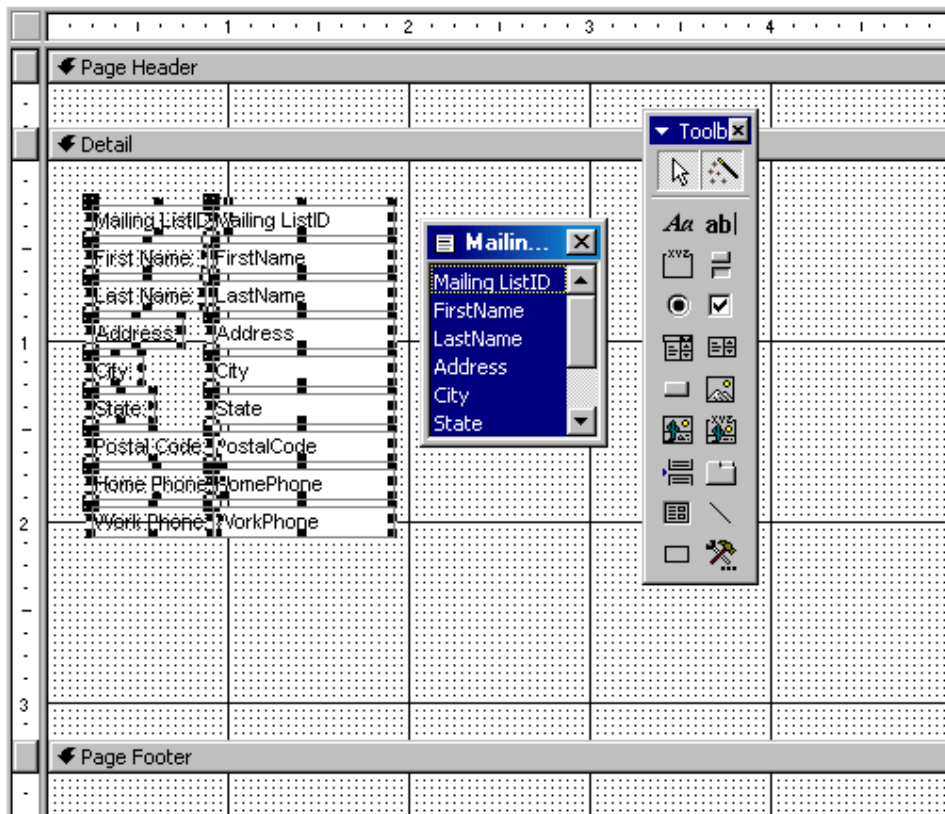 1 2 3 4
Page Header
Detail
Mailing ListID Mailing ListID
First Name: FirstName
Last Name: LastName
Address: Address
City: City
State: State
Postal Code: PostalCode
Home Phone: HomePhone
Work Phone: WorkPhone
1
2
3
Mailin...
Mailing ListID
FirstName
LastName
Address
City
State
Toolb
Aa ab|
XYZ
XYZ
Page Footer